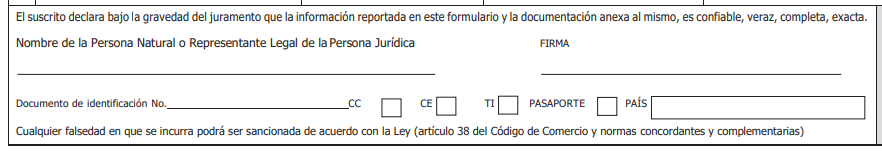 El suscrito declara bajo la gravedad del juramento que la información reportada en este formulario y la documentación anexa al mismo, es confiable, veraz, completa, exacta.
Nombre de la Persona Natural o Representante Legal de la Persona Jurídica FIRMA
Documento de identificación No. CC CE TI PASAPORTE PAÍS
Cualquier falsedad en que se incurra podrá ser sancionada de acuerdo con la Ley (artículo 38 del Código de Comercio y normas concordantes y complementarias)